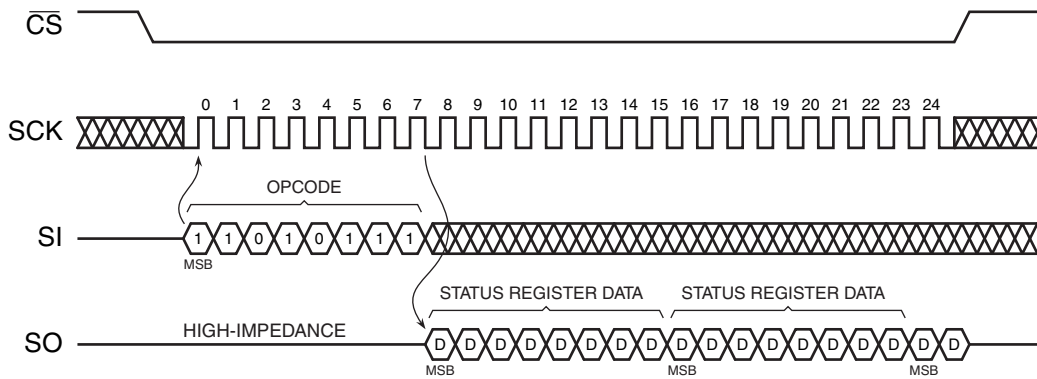 C̅S̅
0 1 2 3 4 5 6 7 8 9 10 11 12 13 14 15 16 17 18 19 20 21 22 23 24
SCK
OPCODE
SI 1 1 0 1 0 1 1 1
MSB
STATUS REGISTER DATA STATUS REGISTER DATA
HIGH-IMPEDANCE
SO D D D D D D D D D D D D D D D D D D
MSB MSB MSB